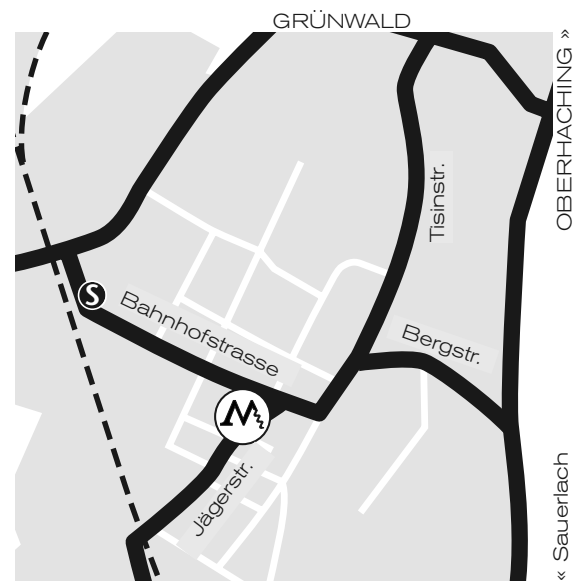 GRÜNWALD
OBERHACHING »
Tisinstr.
S
Bahnhofstrasse
Bergstr.
M
Jägerstr.
« Sauerlach